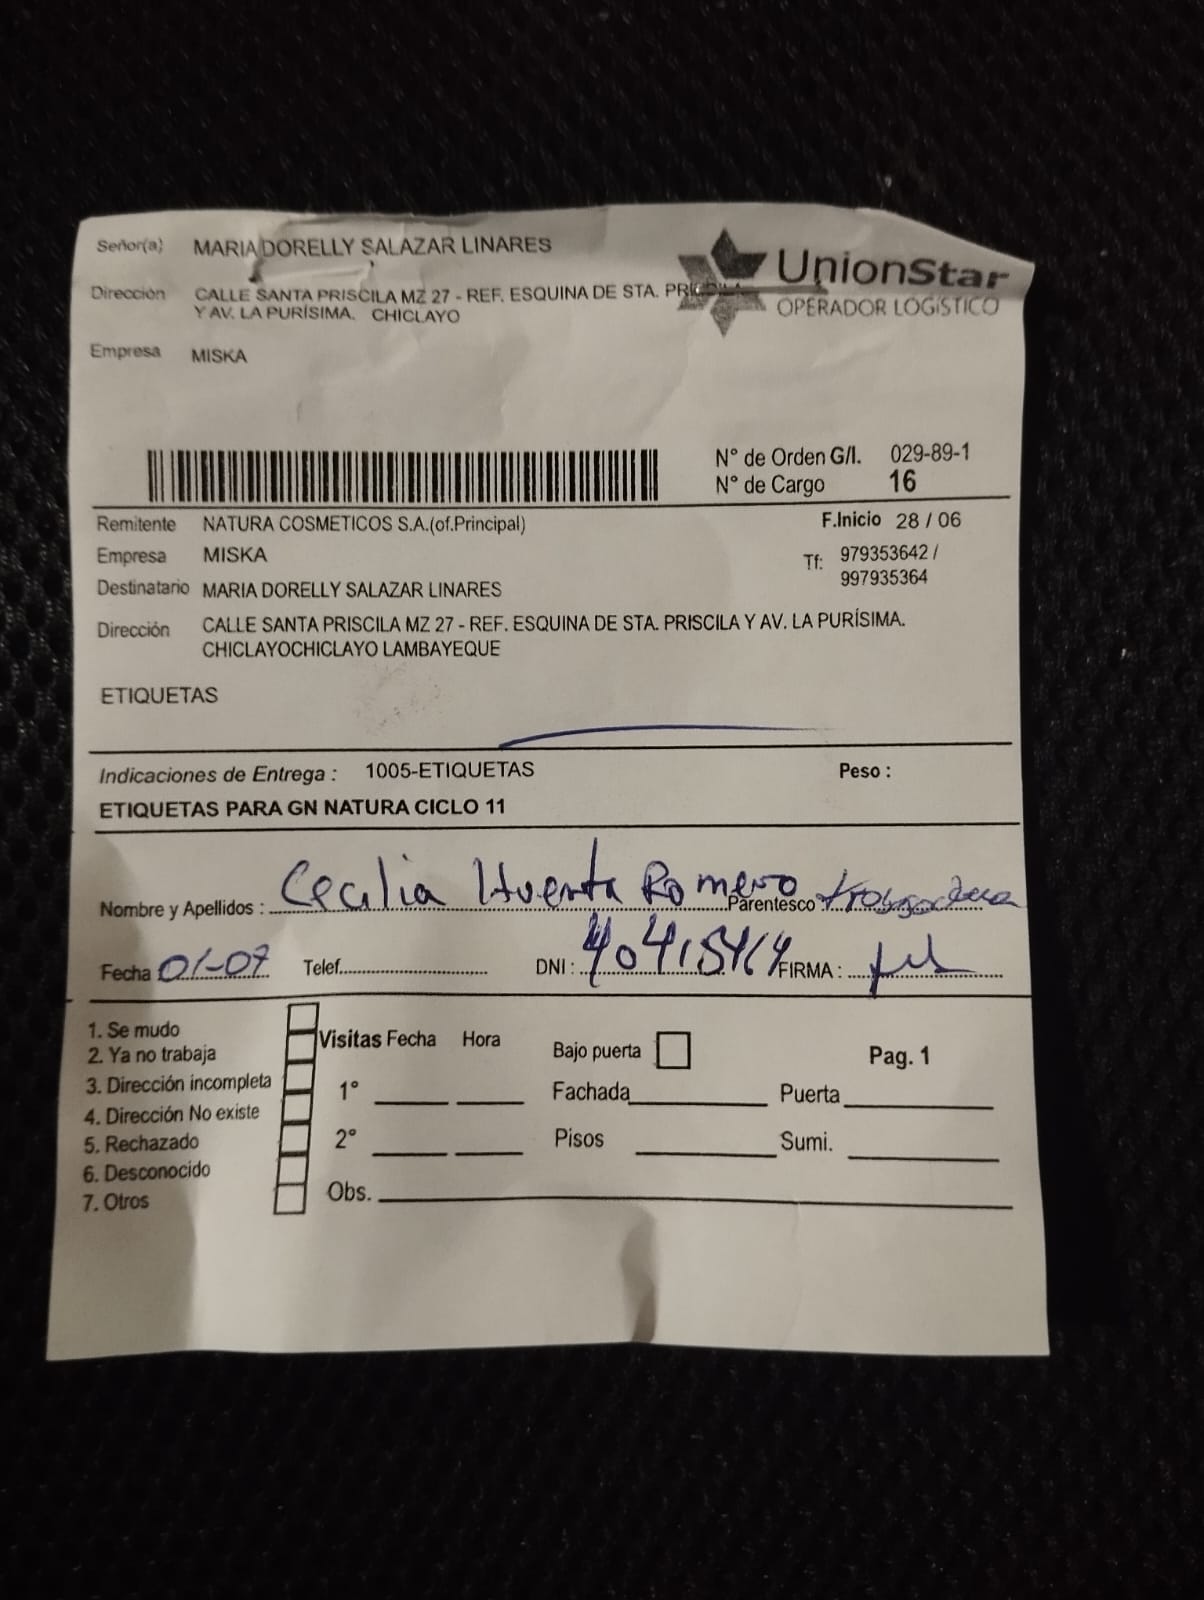 Señor(a) MARIA DORELLY SALAZAR LINARES
UnionStar
OPERADOR LOGÍSTICO
Dirección CALLE SANTA PRISCILA MZ 27 - REF. ESQUINA DE STA. PRISCILA
Y AV. LA PURÍSIMA. CHICLAYO
Empresa MISKA
N° de Orden G/I. 029-89-1
N° de Cargo 16
Remitente NATURA COSMETICOS S.A.(of.Principal) F.Inicio 28 / 06
Empresa MISKA Tf: 979353642 /
997935364
Destinatario MARIA DORELLY SALAZAR LINARES
Dirección CALLE SANTA PRISCILA MZ 27 - REF. ESQUINA DE STA. PRISCILA Y AV. LA PURÍSIMA.
CHICLAYOCHICLAYO LAMBAYEQUE
ETIQUETAS
Indicaciones de Entrega : 1005-ETIQUETAS Peso :
ETIQUETAS PARA GN NATURA CICLO 11
Nombre y Apellidos : Cecilia Huerta Romero Parentesco :
Fecha 01-07 Telef. DNI : FIRMA :
1. Se mudo
2. Ya no trabaja
3. Dirección incompleta
4. Dirección No existe
5. Rechazado
6. Desconocido
7. Otros
Visitas Fecha Hora
1°
2°
Obs.
Bajo puerta Pag. 1
Fachada Puerta
Pisos Sumi.